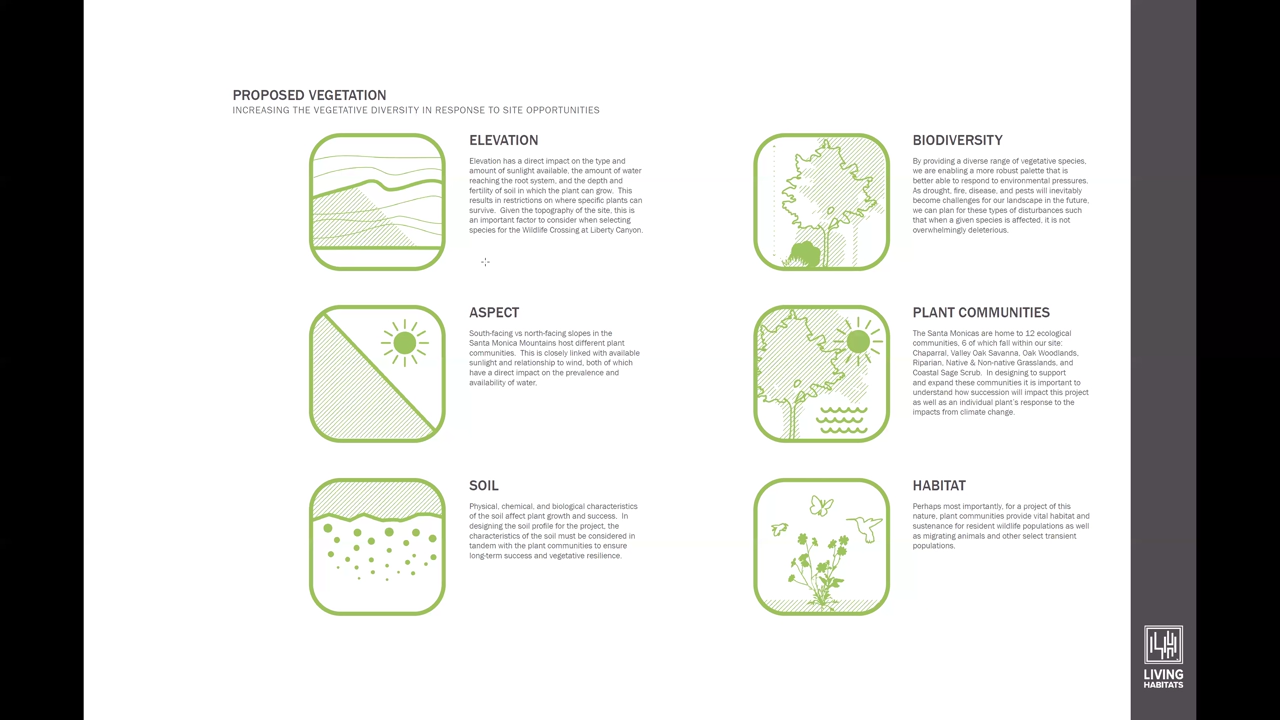 PROPOSED VEGETATION
INCREASING THE VEGETATIVE DIVERSITY IN RESPONSE TO SITE OPPORTUNITIES
ELEVATION
Elevation has a direct impact on the type and
amount of sunlight available, the amount of water
reaching the root system, and the depth and
fertility of soil in which the plant can grow. This
results in restrictions on where specific plants can
survive. Given the topography of the site, this is
an important factor to consider when selecting
species for the Wildlife Crossing at Liberty Canyon.
ASPECT
South-facing vs north-facing slopes in the
Santa Monica Mountains host different plant
communities. This is closely linked with available
sunlight and relationship to wind, both of which
have a direct impact on the prevalence and
availability of water.
SOIL
Physical, chemical, and biological characteristics
of the soil affect plant growth and success. In
designing the soil profile for the project, the
characteristics of the soil must be considered in
tandem with the plant communities to ensure
long-term success and vegetative resilience.
BIODIVERSITY
By providing a diverse range of vegetative species,
we are enabling a more robust palette that is
better able to respond to environmental pressures.
As drought, fire, disease, and pests will inevitably
become challenges for our landscape in the future,
we can plan for these types of disturbances such
that when a given species is affected, it is not
overwhelmingly deleterious.
PLANT COMMUNITIES
The Santa Monicas are home to 12 ecological
communities, 6 of which fall within our site:
Chaparral, Valley Oak Savanna, Oak Woodlands,
Riparian, Native & Non-native Grasslands, and
Coastal Sage Scrub. In designing to support
and expand these communities it is important to
understand how succession will impact this project
as well as an individual plant's response to the
impacts from climate change.
HABITAT
Perhaps most importantly, for a project of this
nature, plant communities provide vital habitat and
sustenance for resident wildlife populations as well
as migrating animals and other select transient
populations.
LIVING
HABITATS